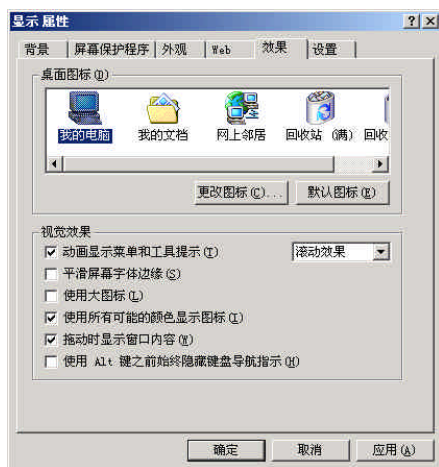 显示 属性
背景 屏幕保护程序 外观 Web 效果 设置
桌面图标(D)
我的电脑 我的文档 网上邻居 回收站 (满) 回收
更改图标(C)... 默认图标(E)
视觉效果
动画显示菜单和工具提示(T) 滚动效果
平滑屏幕字体边缘(S)
使用大图标(L)
使用所有可能的颜色显示图标(I)
拖动时显示窗口内容(W)
使用 Alt 键之前始终隐藏键盘导航指示(H)
确定 取消 应用(A)